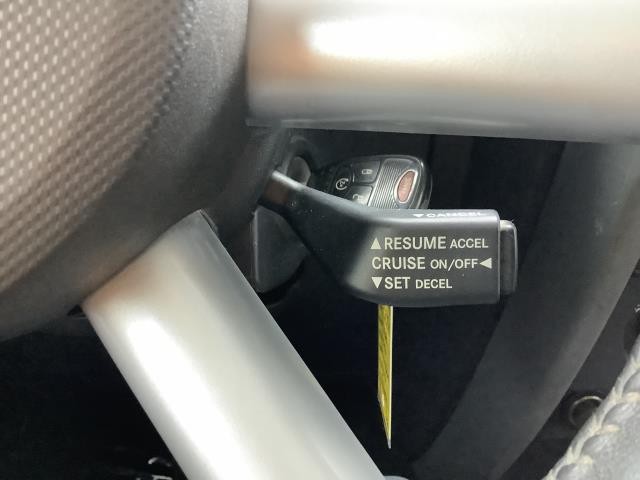 ▼CANCEL
▲RESUME ACCEL
CRUISE ON/OFF◀
▼SET DECEL